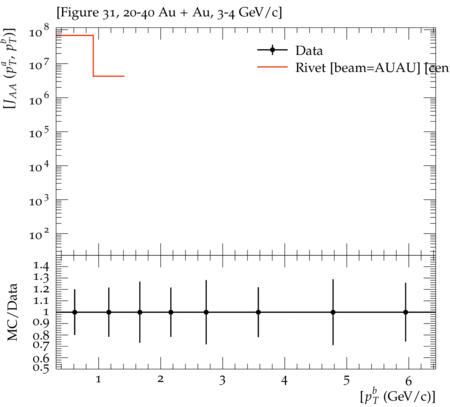 [Figure 31, 20-40 Au + Au, 3-4 GeV/c]
[J_AA (p_T^a, p_T^b)]
10^8
10^7
10^6
10^5
10^4
10^3
10^2
Data
Rivet [beam=AUAU] [cen
MC/Data
1.4
1.3
1.2
1.1
1
0.9
0.8
0.7
0.6
0.5
1 2 3 4 5 6
[p_T^b (GeV/c)]